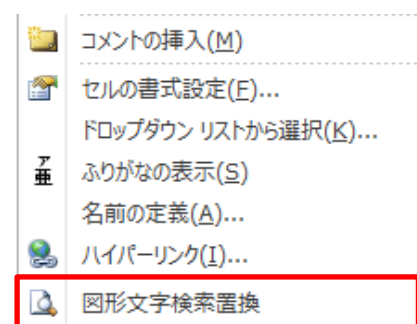 コメントの挿入(M)
セルの書式設定(F)...
ドロップダウン リストから選択(K)...
ふりがなの表示(S)
名前の定義(A)...
ハイパーリンク(I)...
図形文字検索置換